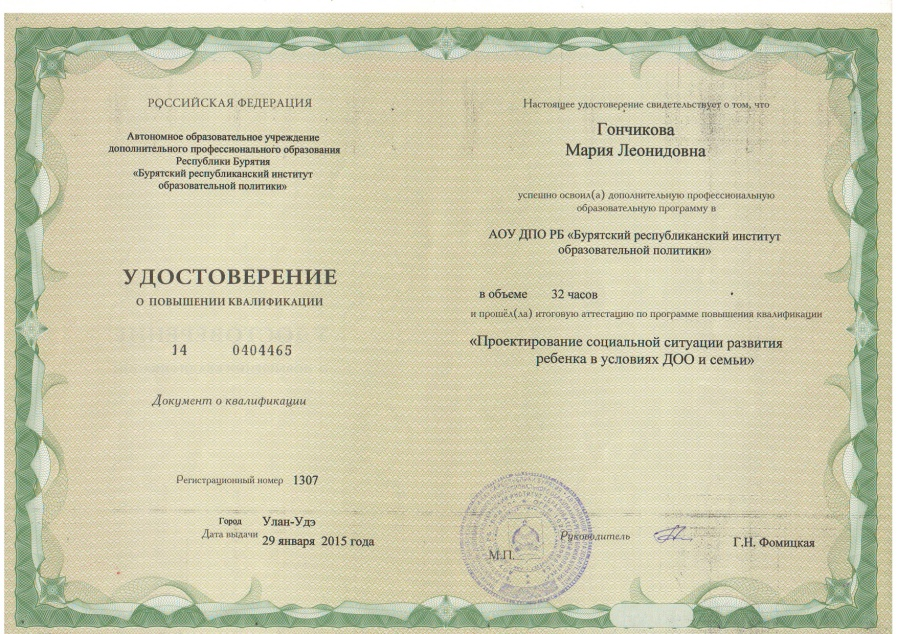 РОССИЙСКАЯ ФЕДЕРАЦИЯ
Автономное образовательное учреждение
дополнительного профессионального образования
Республики Бурятия
«Бурятский республиканский институт
образовательной политики»
УДОСТОВЕРЕНИЕ
О ПОВЫШЕНИИ КВАЛИФИКАЦИИ
14 0404465
Документ о квалификации
Регистрационный номер 1307
Город Улан-Удэ
Дата выдачи 29 января 2015 года
Настоящее удостоверение свидетельствует о том, что
Гончикова
Мария Леонидовна
успешно освоил(а) дополнительную профессиональную
образовательную программу в
АОУ ДПО РБ «Бурятский республиканский институт
образовательной политики»
в объеме 32 часов
и прошёл(ла) итоговую аттестацию по программе повышения квалификации
«Проектирование социальной ситуации развития
ребенка в условиях ДОО и семьи»
М.П.
Руководитель
Г.Н. Фомицкая